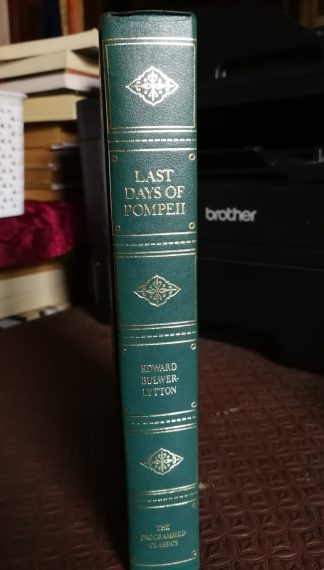 LAST
DAYS OF
POMPEII
brother
EDWARD
BULWER-
LYTTON
THE
PROGRAMMED
CLASSICS